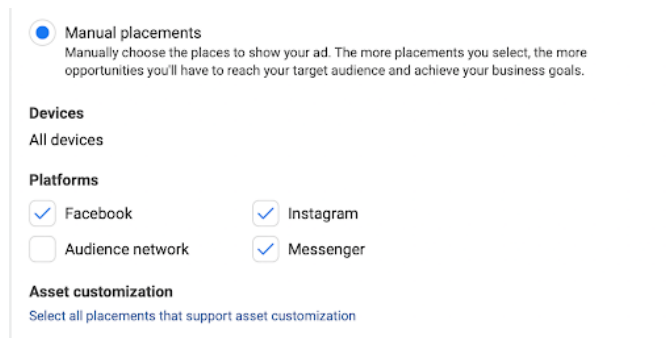 Manual placements
Manually choose the places to show your ad. The more placements you select, the more
opportunities you'll have to reach your target audience and achieve your business goals.
Devices
All devices
Platforms
Facebook
Instagram
Audience network
Messenger
Asset customization
Select all placements that support asset customization